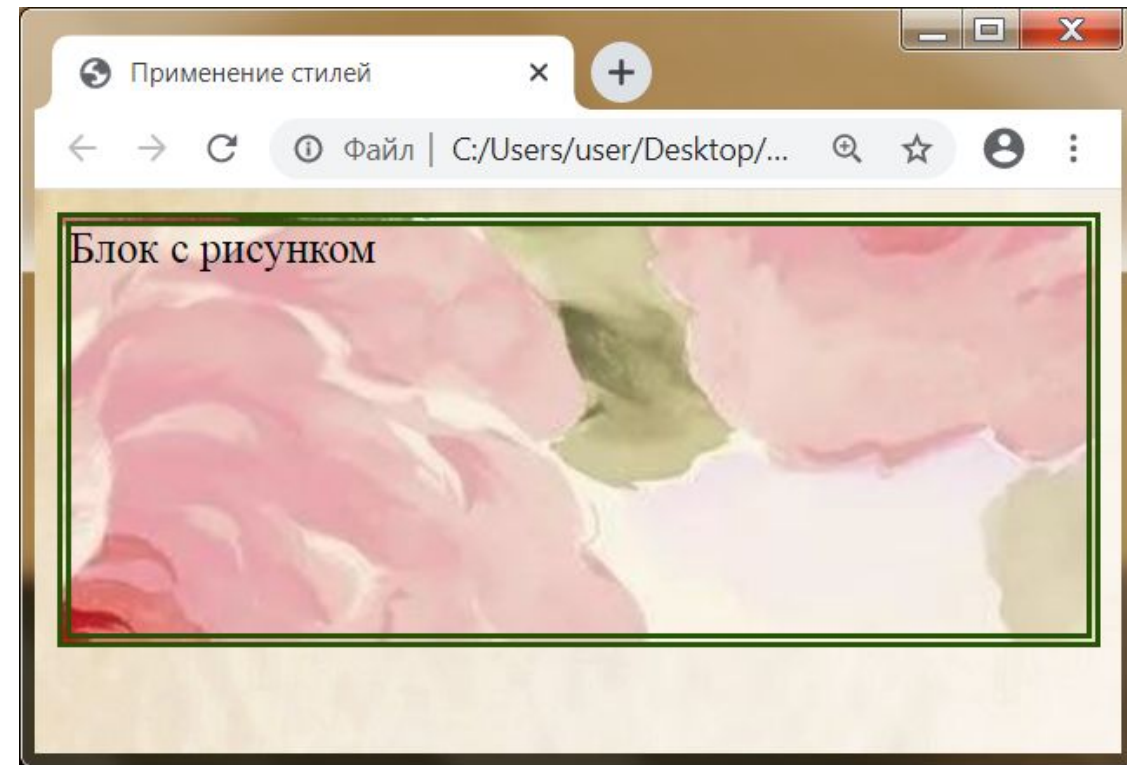 Применение стилей
Файл | C:/Users/user/Desktop/...
Блок с рисунком